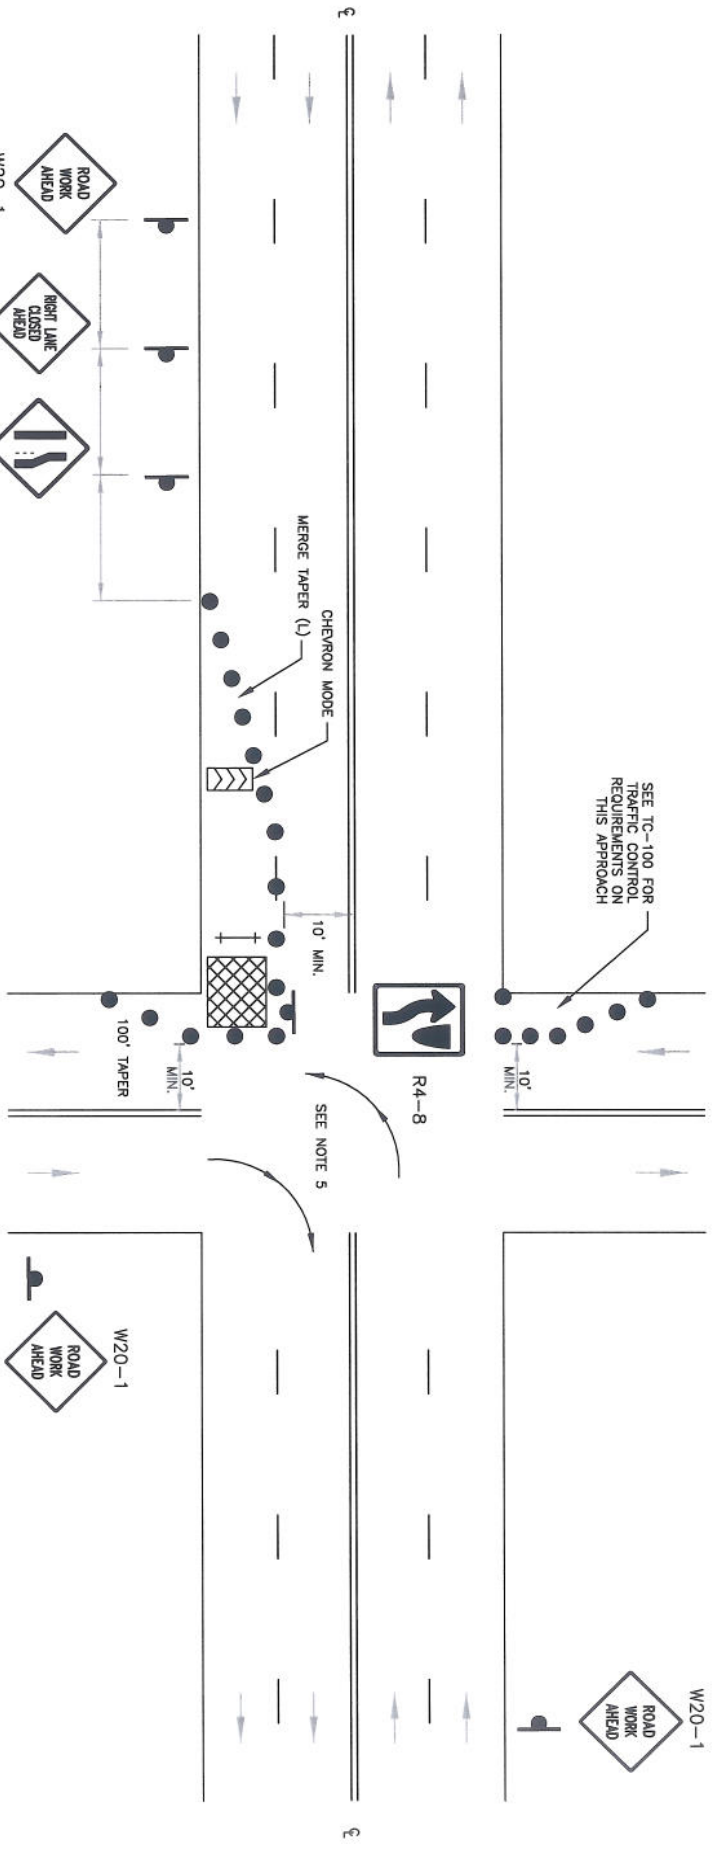 W20-1
ROAD
WORK
AHEAD
SEE TC-100 FOR
TRAFFIC CONTROL
REQUIREMENTS ON
THIS APPROACH
10'
MIN.
R4-8
℄
℄
CHEVRON MODE
MERGE TAPER (L)
10' MIN.
SEE NOTE 5
10'
MIN.
100' TAPER
W20-1
ROAD
WORK
AHEAD
ROAD
WORK
AHEAD
RIGHT LANE
CLOSED
AHEAD